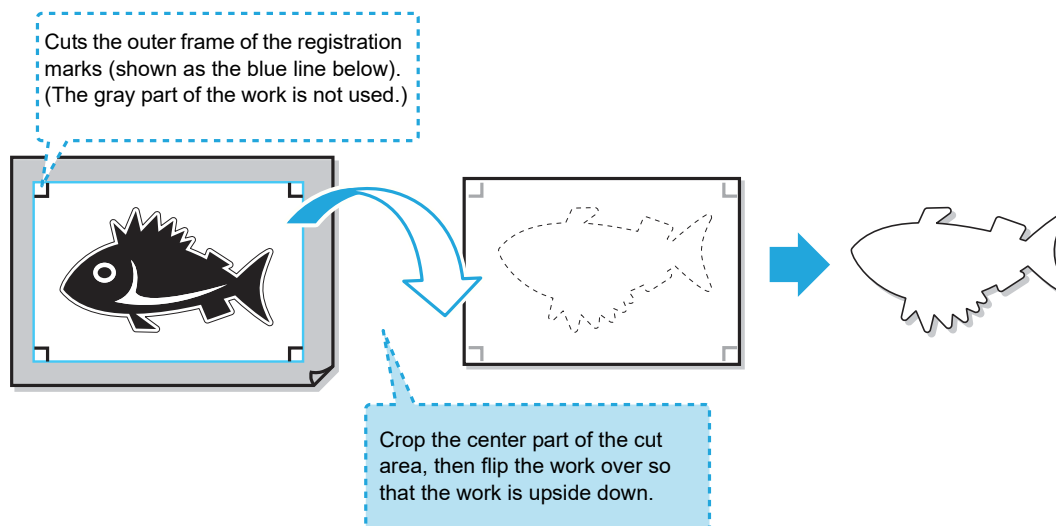 Cuts the outer frame of the registration
marks (shown as the blue line below).
(The gray part of the work is not used.)
Crop the center part of the cut
area, then flip the work over so
that the work is upside down.